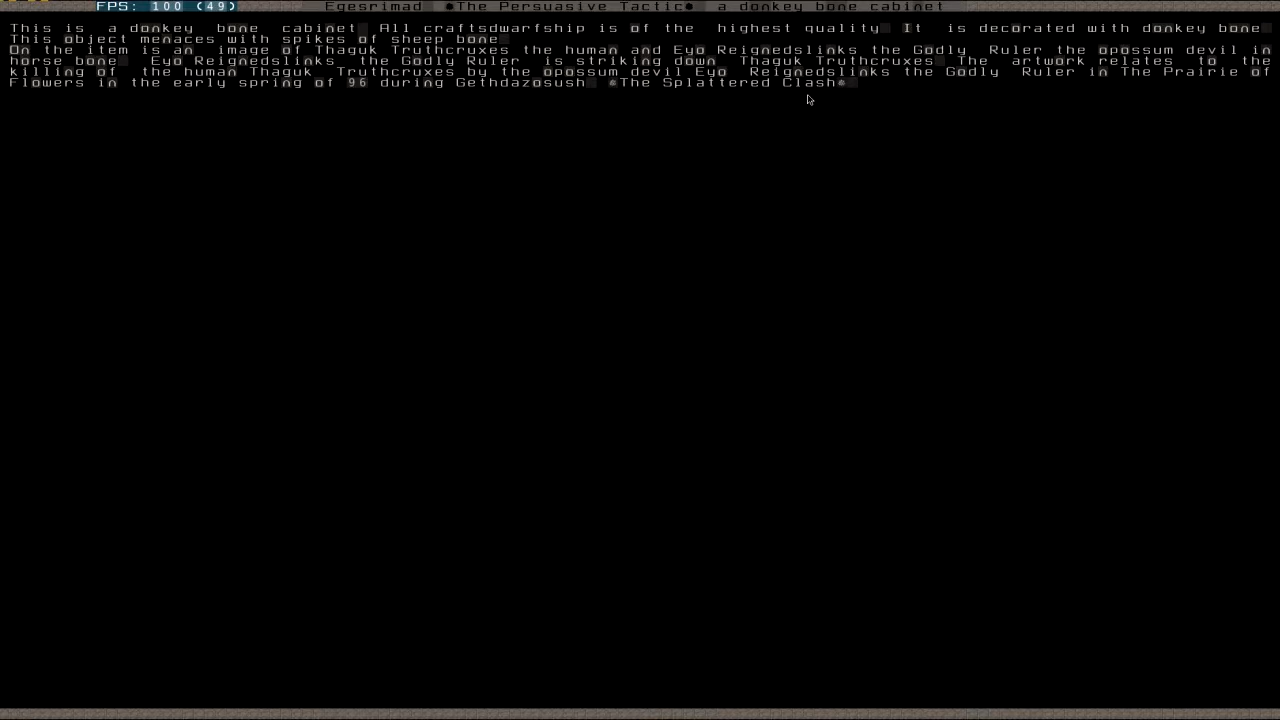 FPS: 100 (49) Egesrimad *The Persuasive Tactic* a donkey bone cabinet
This is a donkey bone cabinet All craftsdwarfship is of the highest quality It is decorated with donkey bone
This object menaces with spikes of sheep bone
On the item is an image of Thaguk Truthcruxes the human and Eyo Reignedslinks the Godly Ruler the opossum devil in
horse bone Eyo Reignedslinks the Godly Ruler is striking down Thaguk Truthcruxes The artwork relates to the
killing of the human Thaguk Truthcruxes by the opossum devil Eyo Reignedslinks the Godly Ruler in The Prairie of
Flowers in the early spring of 96 during Gethdazosush *The Splattered Clash*